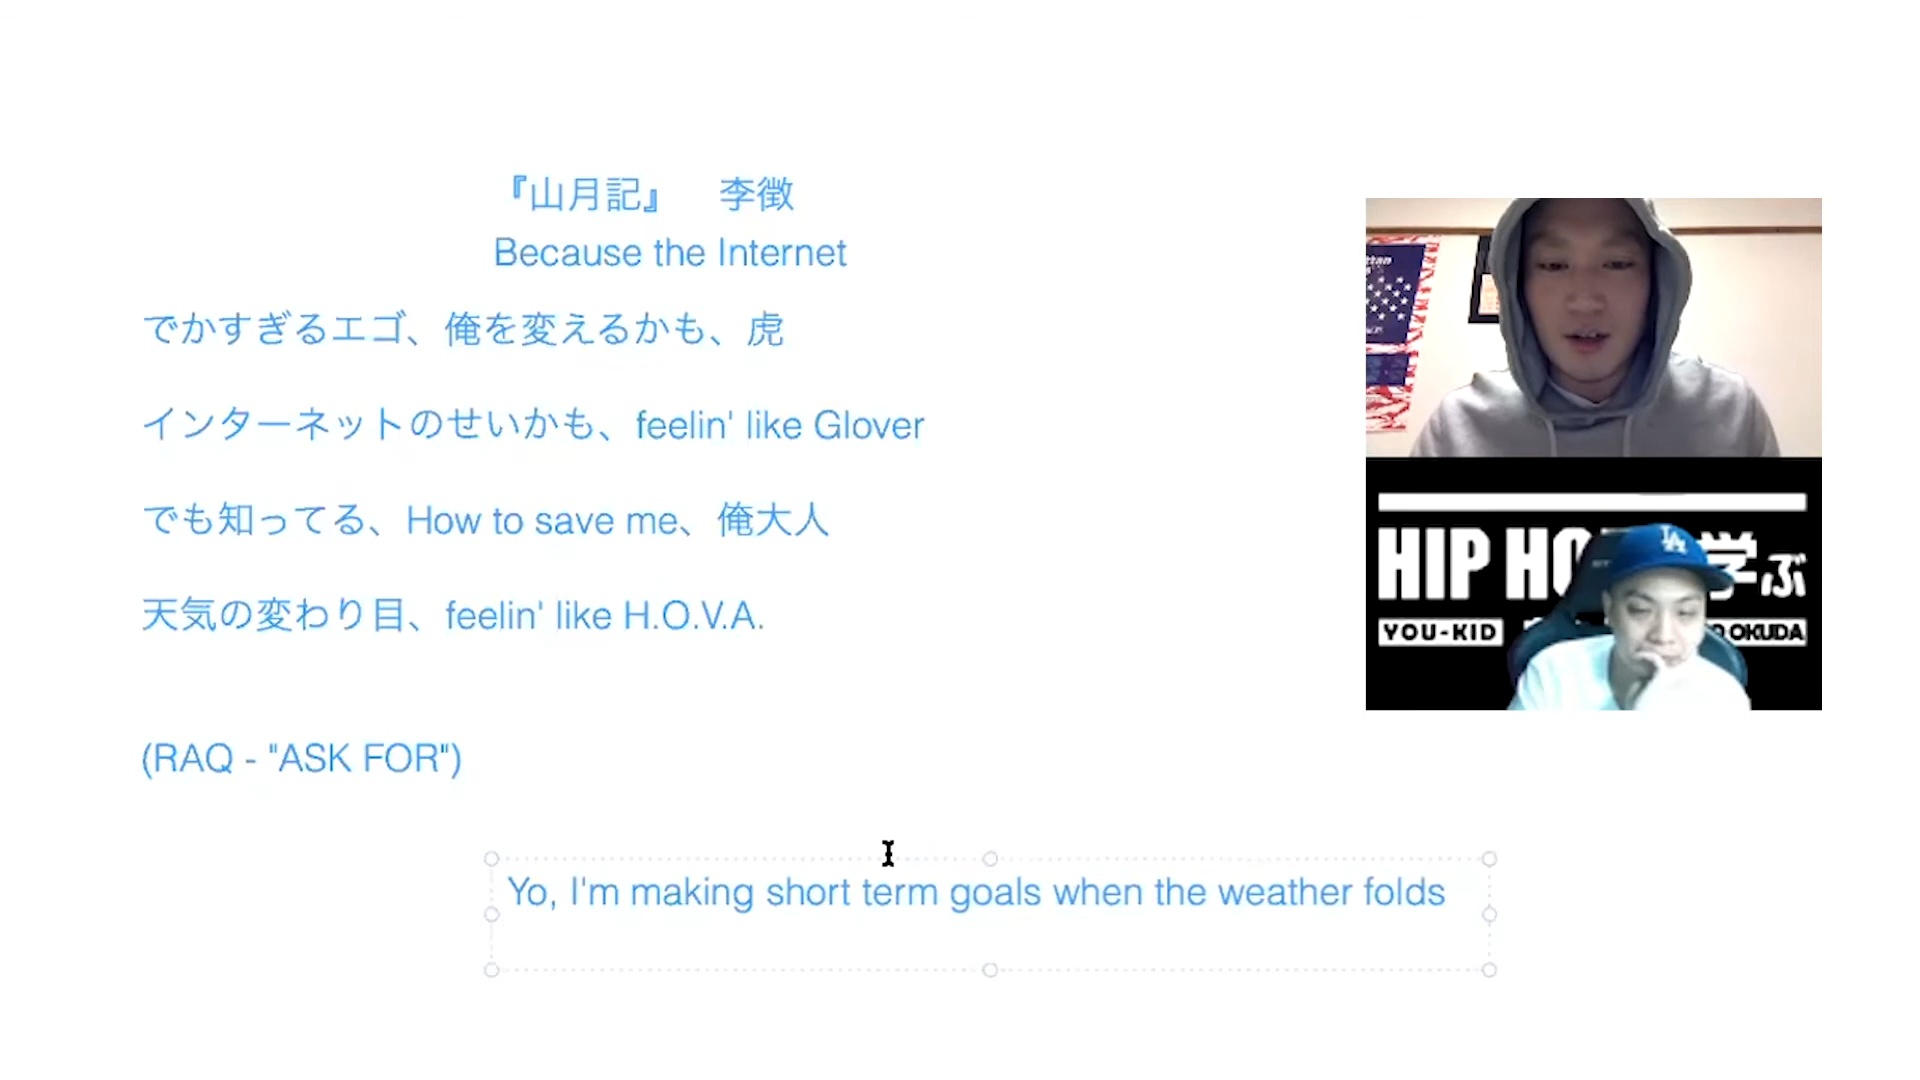 『山月記』　李徴
Because the Internet
でかすぎるエゴ、俺を変えるかも、虎
インターネットのせいかも、feelin' like Glover
でも知ってる、How to save me、俺大人
天気の変わり目、feelin' like H.O.V.A.
(RAQ - "ASK FOR")
Yo, I'm making short term goals when the weather folds
HIP HO 学ぶ
YOU-KID OKUDA
LA